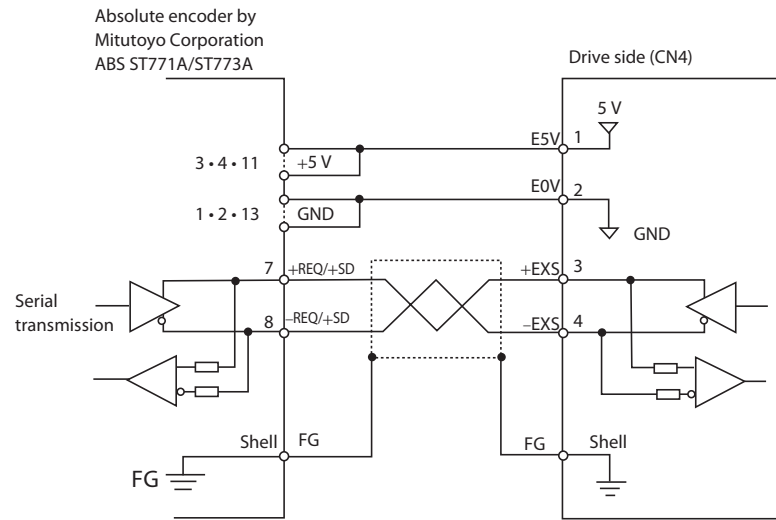 Absolute encoder by
Mitutoyo Corporation
ABS ST771A/ST773A
Drive side (CN4)
5 V
E5V 1
3 • 4 • 11 +5 V
E0V 2
1 • 2 • 13 GND
GND
7 +REQ/+SD +EXS 3
Serial
transmission
8 –REQ/+SD –EXS 4
Shell FG FG Shell
FG